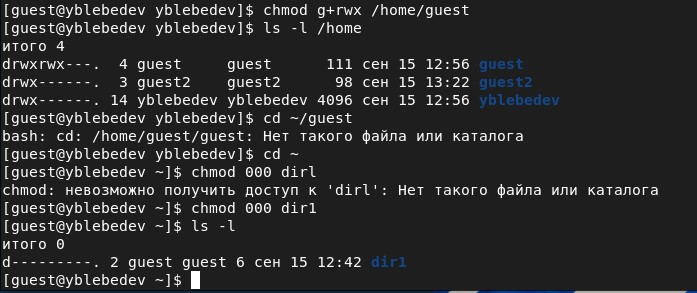 [guest@yblebedev yblebedev]$ chmod g+rwx /home/guest
[guest@yblebedev yblebedev]$ ls -l /home
итого 4
drwxrwx---.  4 guest     guest      111 сен 15 12:56 guest
drwx------.  3 guest2    guest2      98 сен 15 13:22 guest2
drwx------. 14 yblebedev yblebedev 4096 сен 15 12:56 yblebedev
[guest@yblebedev yblebedev]$ cd ~/guest
bash: cd: /home/guest/guest: Нет такого файла или каталога
[guest@yblebedev yblebedev]$ cd ~
[guest@yblebedev ~]$ chmod 000 dirl
chmod: невозможно получить доступ к 'dirl': Нет такого файла или каталога
[guest@yblebedev ~]$ chmod 000 dir1
[guest@yblebedev ~]$ ls -l
итого 0
d---------. 2 guest guest 6 сен 15 12:42 dir1
[guest@yblebedev ~]$